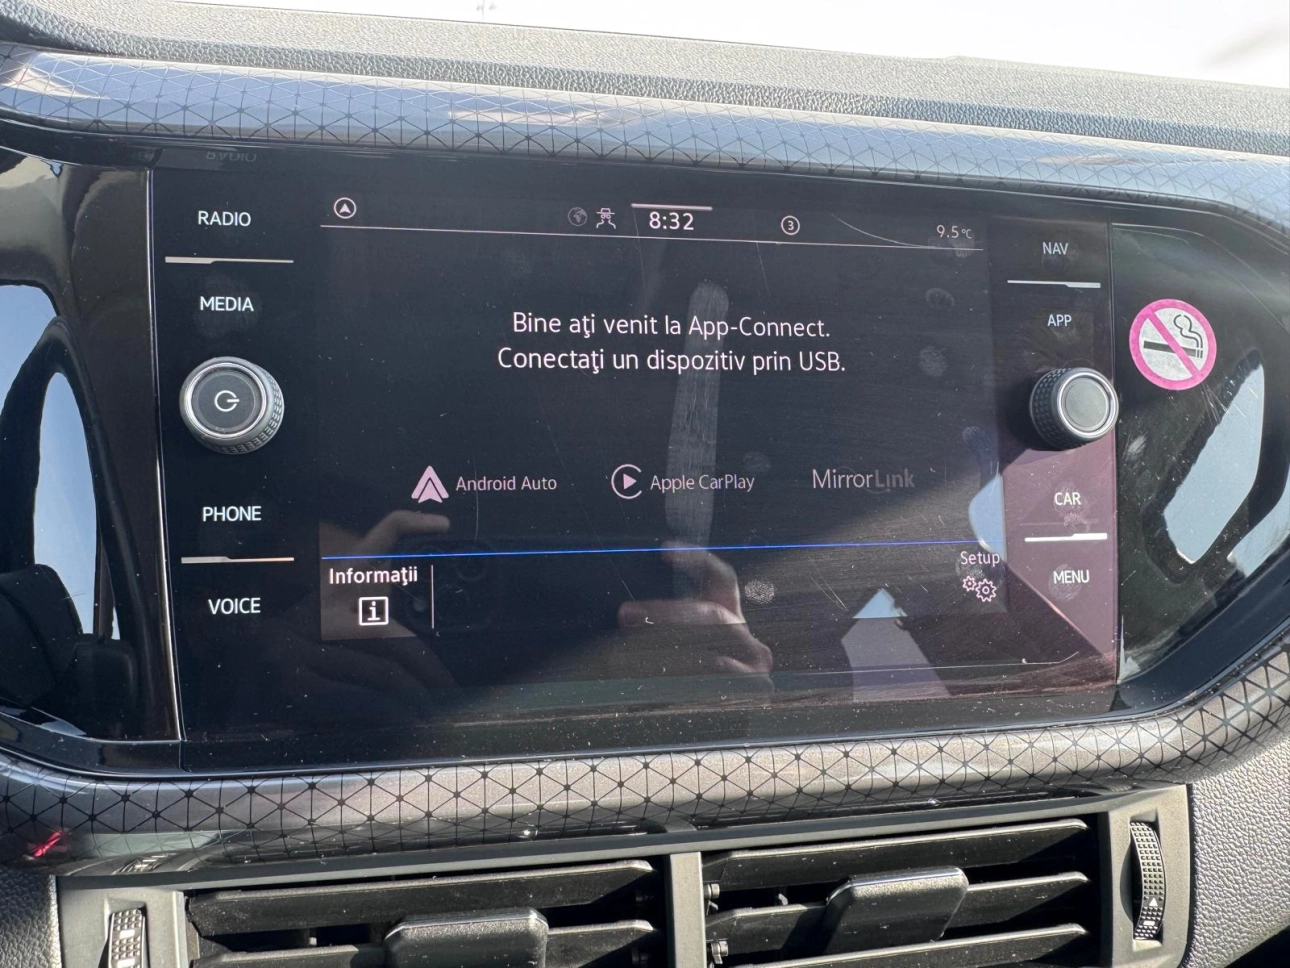 RADIO
MEDIA
PHONE
VOICE
8:32
3
9.5°C
Bine aţi venit la App-Connect.
Conectaţi un dispozitiv prin USB.
Android Auto
Apple CarPlay
MirrorLink
Informaţii
i
Setup
NAV
APP
CAR
MENU